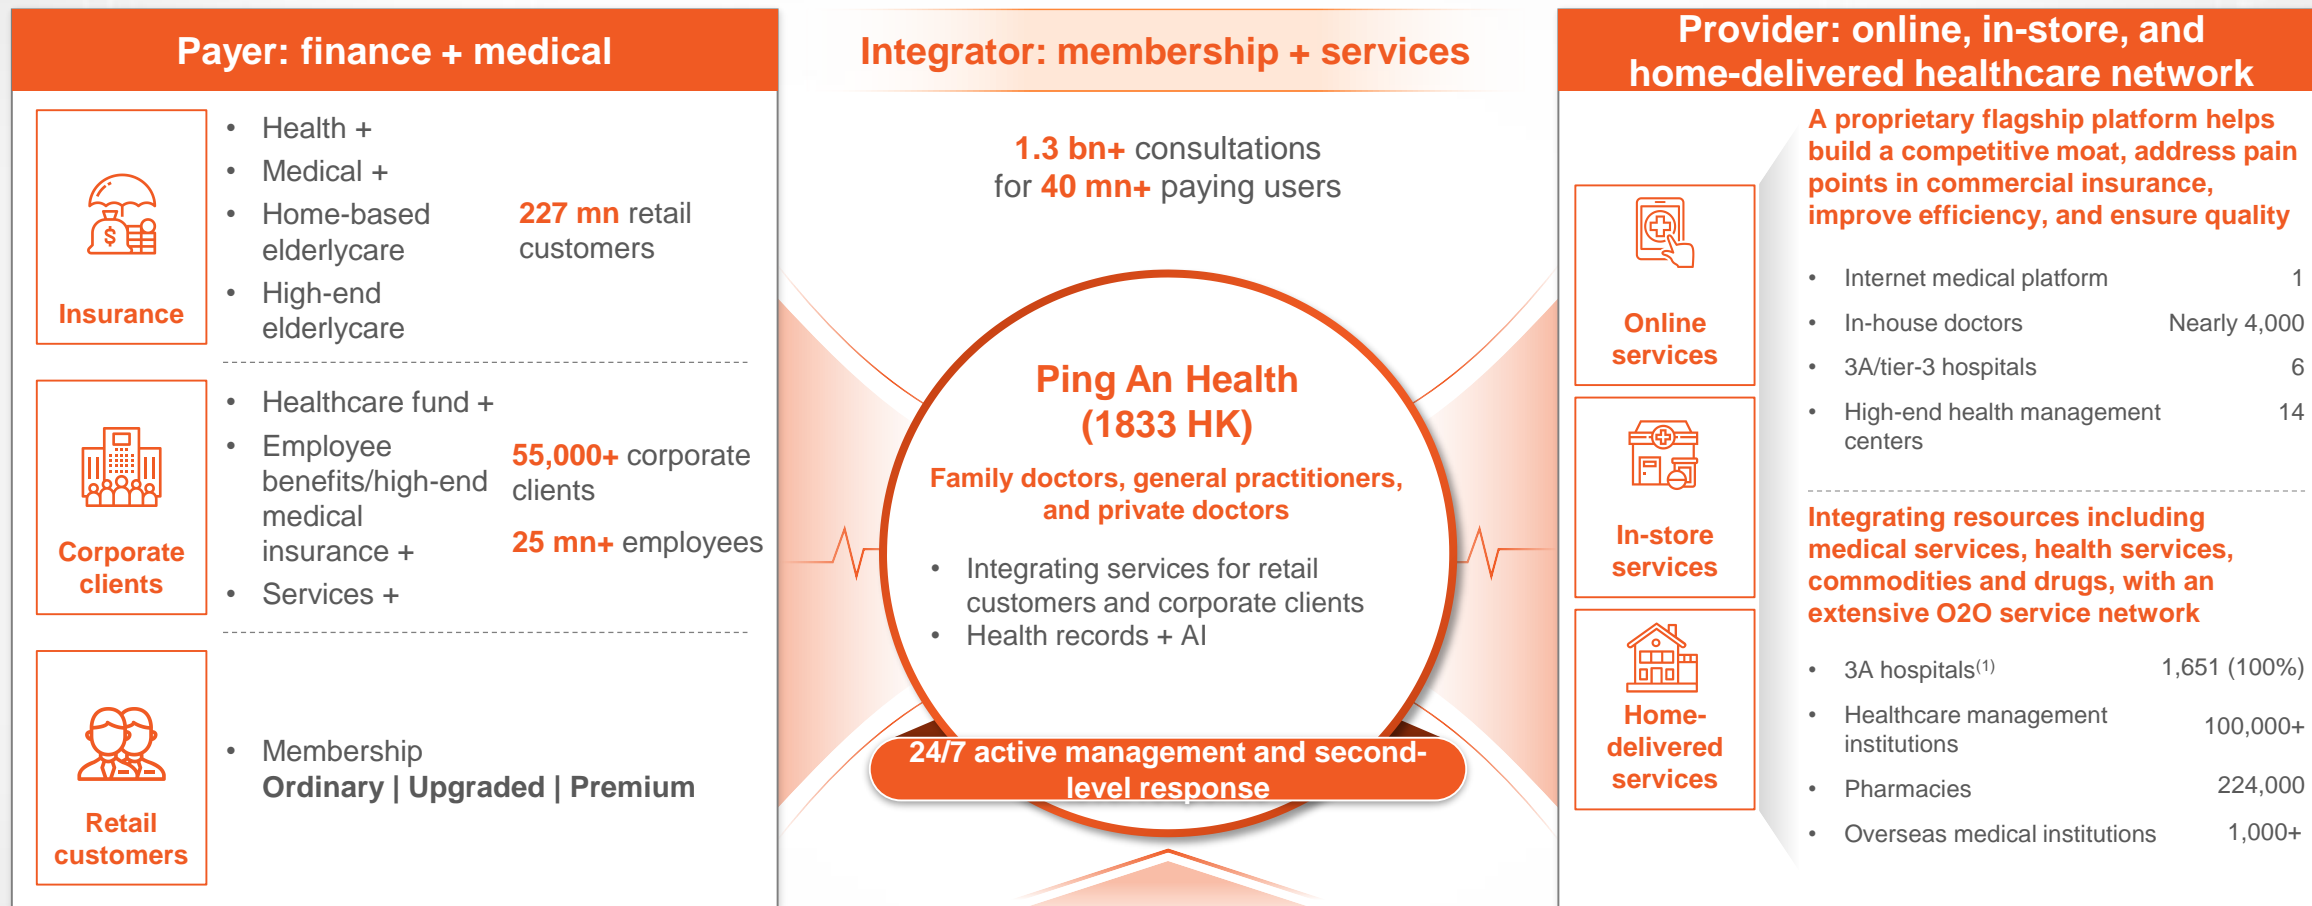 Payer: finance + medical
Insurance
• Health +
• Medical +
• Home-based
elderlycare
• High-end
elderlycare
227 mn retail
customers
Corporate
clients
• Healthcare fund +
• Employee
benefits/high-end
medical
insurance +
• Services +
55,000+ corporate
clients
25 mn+ employees
Retail
customers
• Membership
Ordinary | Upgraded | Premium
Integrator: membership + services
1.3 bn+ consultations
for 40 mn+ paying users
Ping An Health
(1833 HK)
Family doctors, general practitioners,
and private doctors
• Integrating services for retail
customers and corporate clients
• Health records + AI
24/7 active management and second-
level response
Provider: online, in-store, and
home-delivered healthcare network
Online
services
In-store
services
Home-
delivered
services
A proprietary flagship platform helps
build a competitive moat, address pain
points in commercial insurance,
improve efficiency, and ensure quality
• Internet medical platform 1
• In-house doctors Nearly 4,000
• 3A/tier-3 hospitals 6
• High-end health management 14
centers
Integrating resources including
medical services, health services,
commodities and drugs, with an
extensive O2O service network
• 3A hospitals(1) 1,651 (100%)
• Healthcare management
institutions 100,000+
• Pharmacies 224,000
• Overseas medical institutions 1,000+